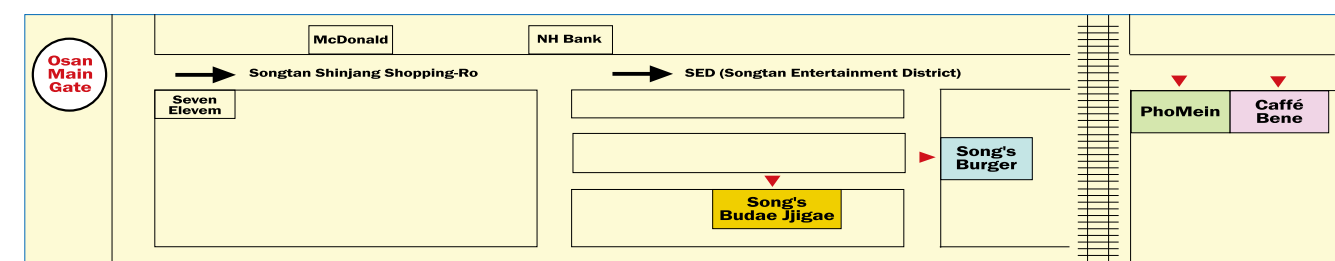 McDonald
NH Bank
Osan
Main
Gate
Songtan Shinjang Shopping-Ro
SED (Songtan Entertainment District)
Seven
Elevem
PhoMein
Caffé
Bene
Song's
Burger
Song's
Budae Jjigae